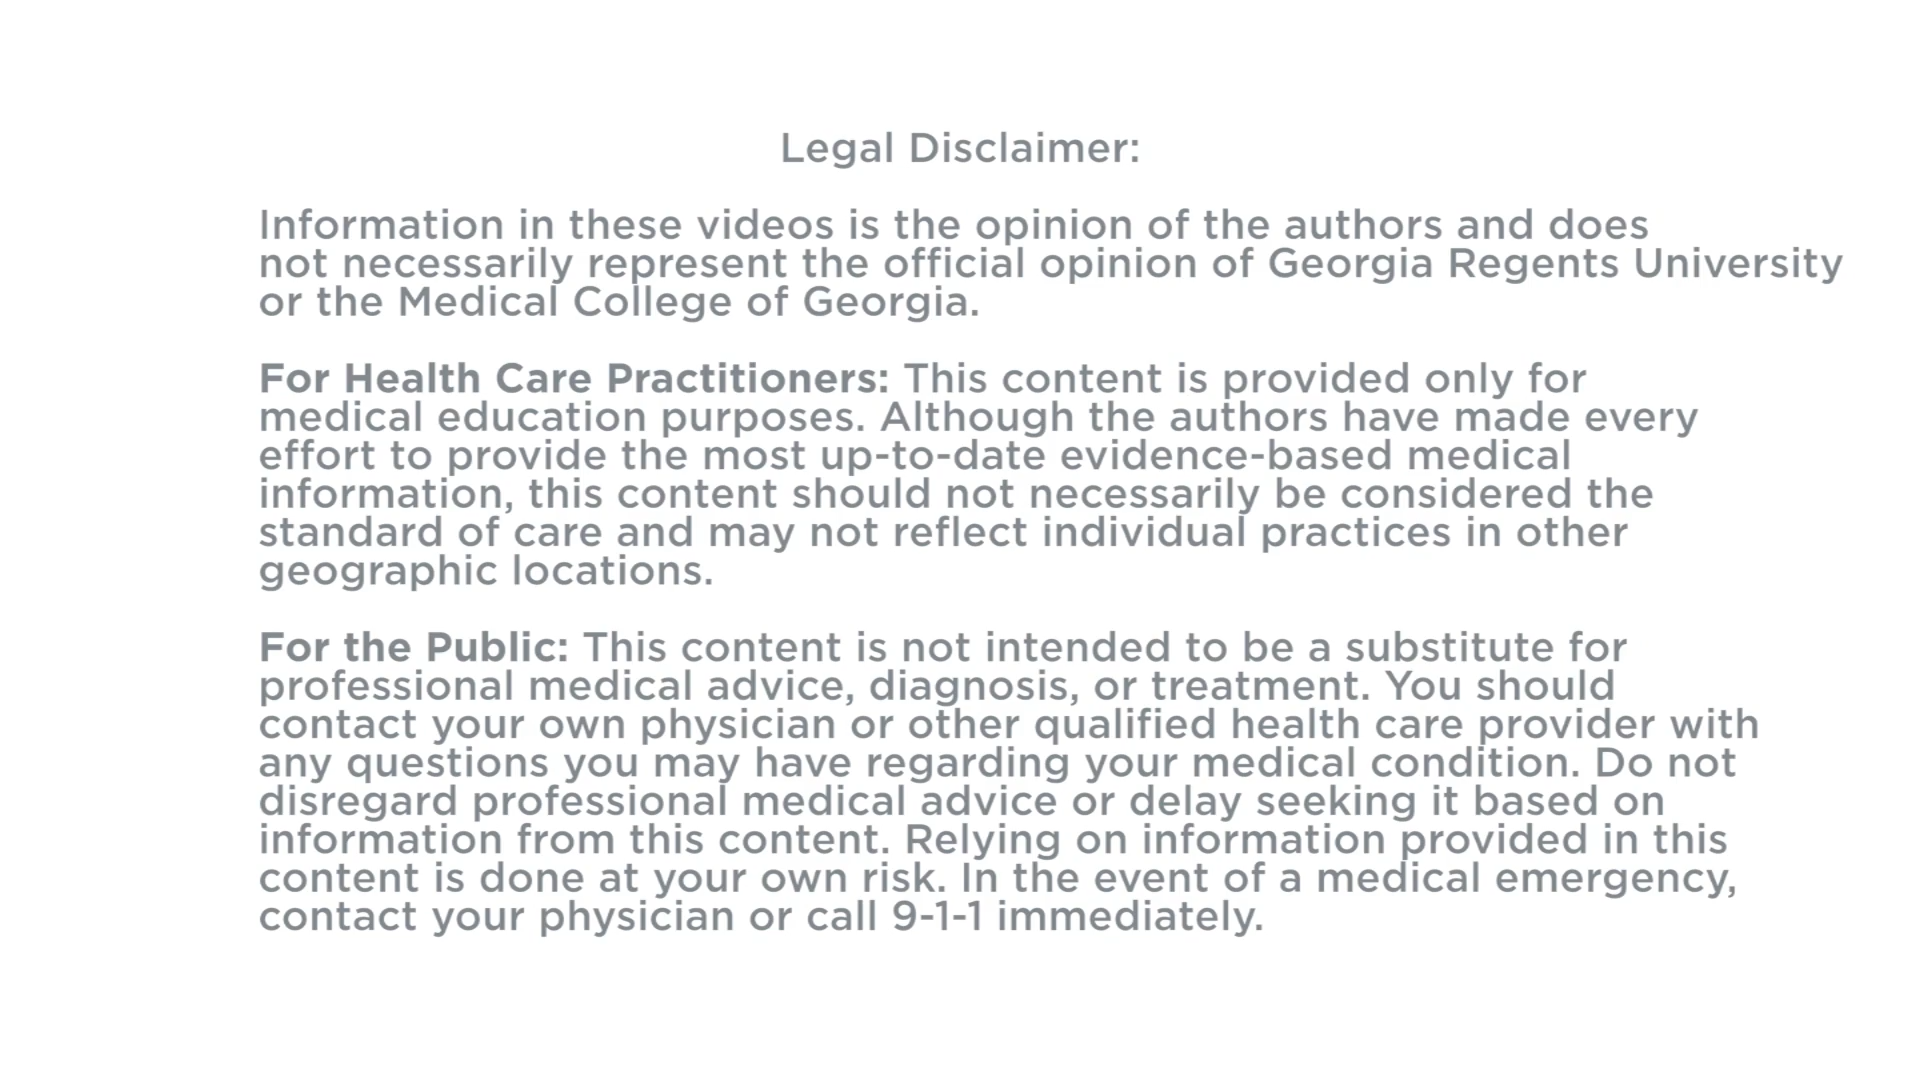 Legal Disclaimer:
Information in these videos is the opinion of the authors and does
not necessarily represent the official opinion of Georgia Regents University
or the Medical College of Georgia.
For Health Care Practitioners: This content is provided only for
medical education purposes. Although the authors have made every
effort to provide the most up-to-date evidence-based medical
information, this content should not necessarily be considered the
standard of care and may not reflect individual practices in other
geographic locations.
For the Public: This content is not intended to be a substitute for
professional medical advice, diagnosis, or treatment. You should
contact your own physician or other qualified health care provider with
any questions you may have regarding your medical condition. Do not
disregard professional medical advice or delay seeking it based on
information from this content. Relying on information provided in this
content is done at your own risk. In the event of a medical emergency,
contact your physician or call 9-1-1 immediately.